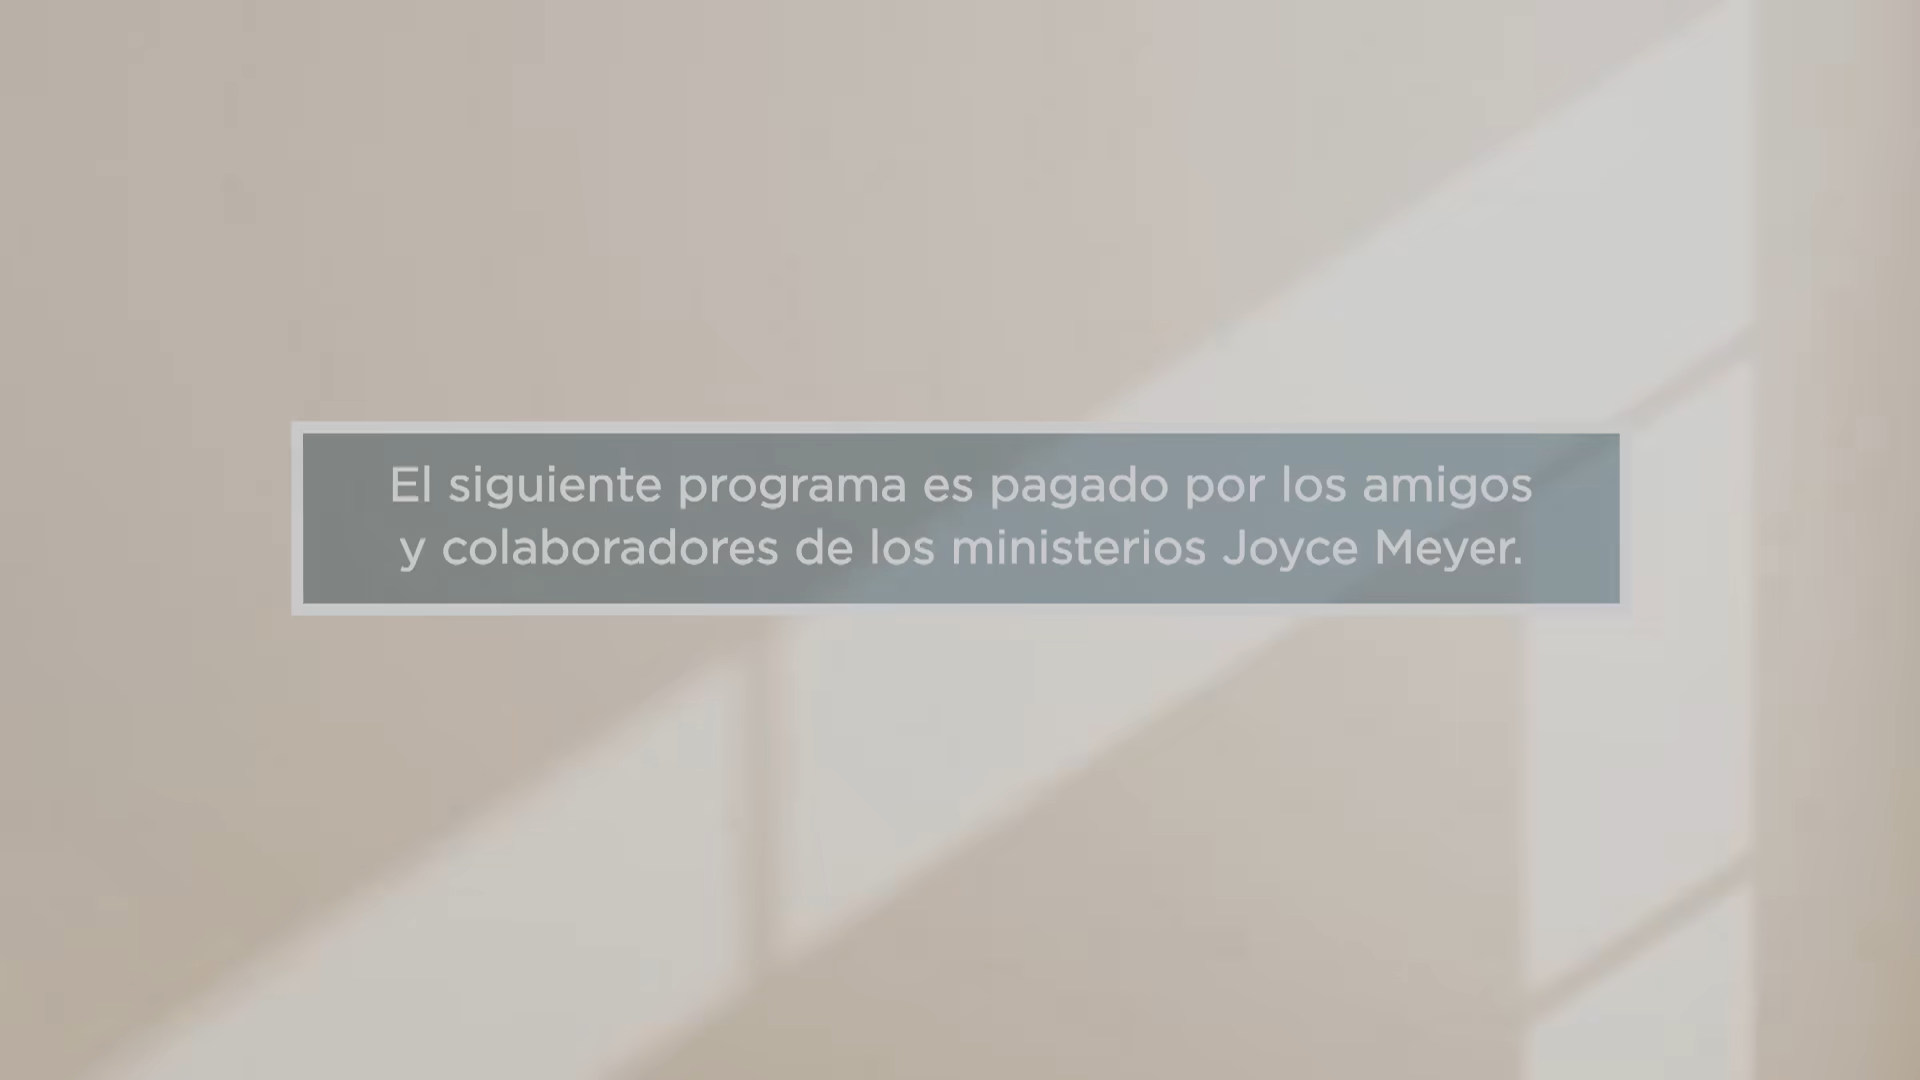 El siguiente programa es pagado por los amigos
y colaboradores de los ministerios Joyce Meyer.